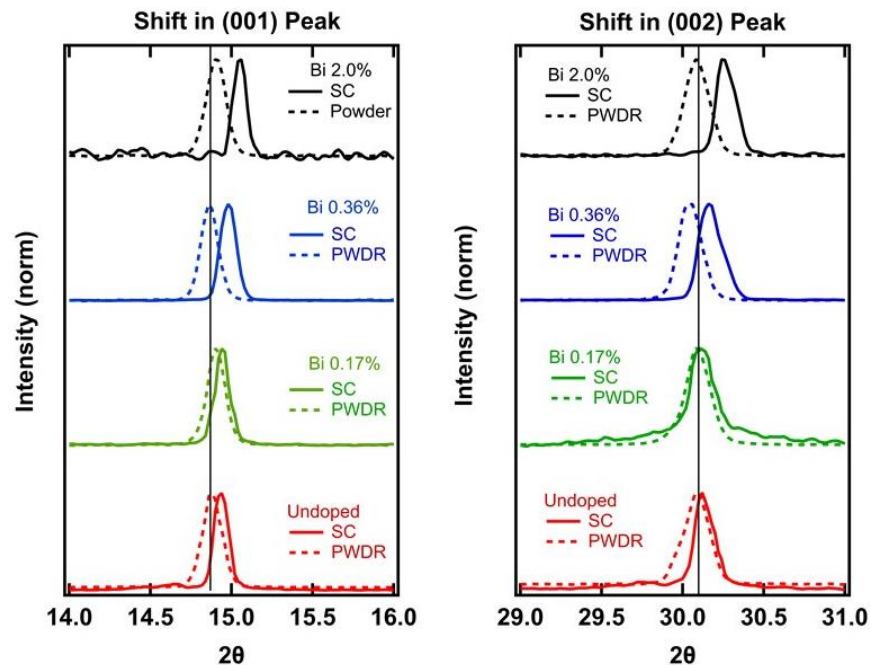 Shift in (001) Peak
Intensity (norm)
Bi 2.0%
SC
Powder
Bi 0.36%
SC
PWDR
Bi 0.17%
SC
PWDR
Undoped
SC
PWDR
14.0 14.5 15.0 15.5 16.0
2θ
Shift in (002) Peak
Intensity (norm)
Bi 2.0%
SC
PWDR
Bi 0.36%
SC
PWDR
Bi 0.17%
SC
PWDR
Undoped
SC
PWDR
29.0 29.5 30.0 30.5 31.0
2θ